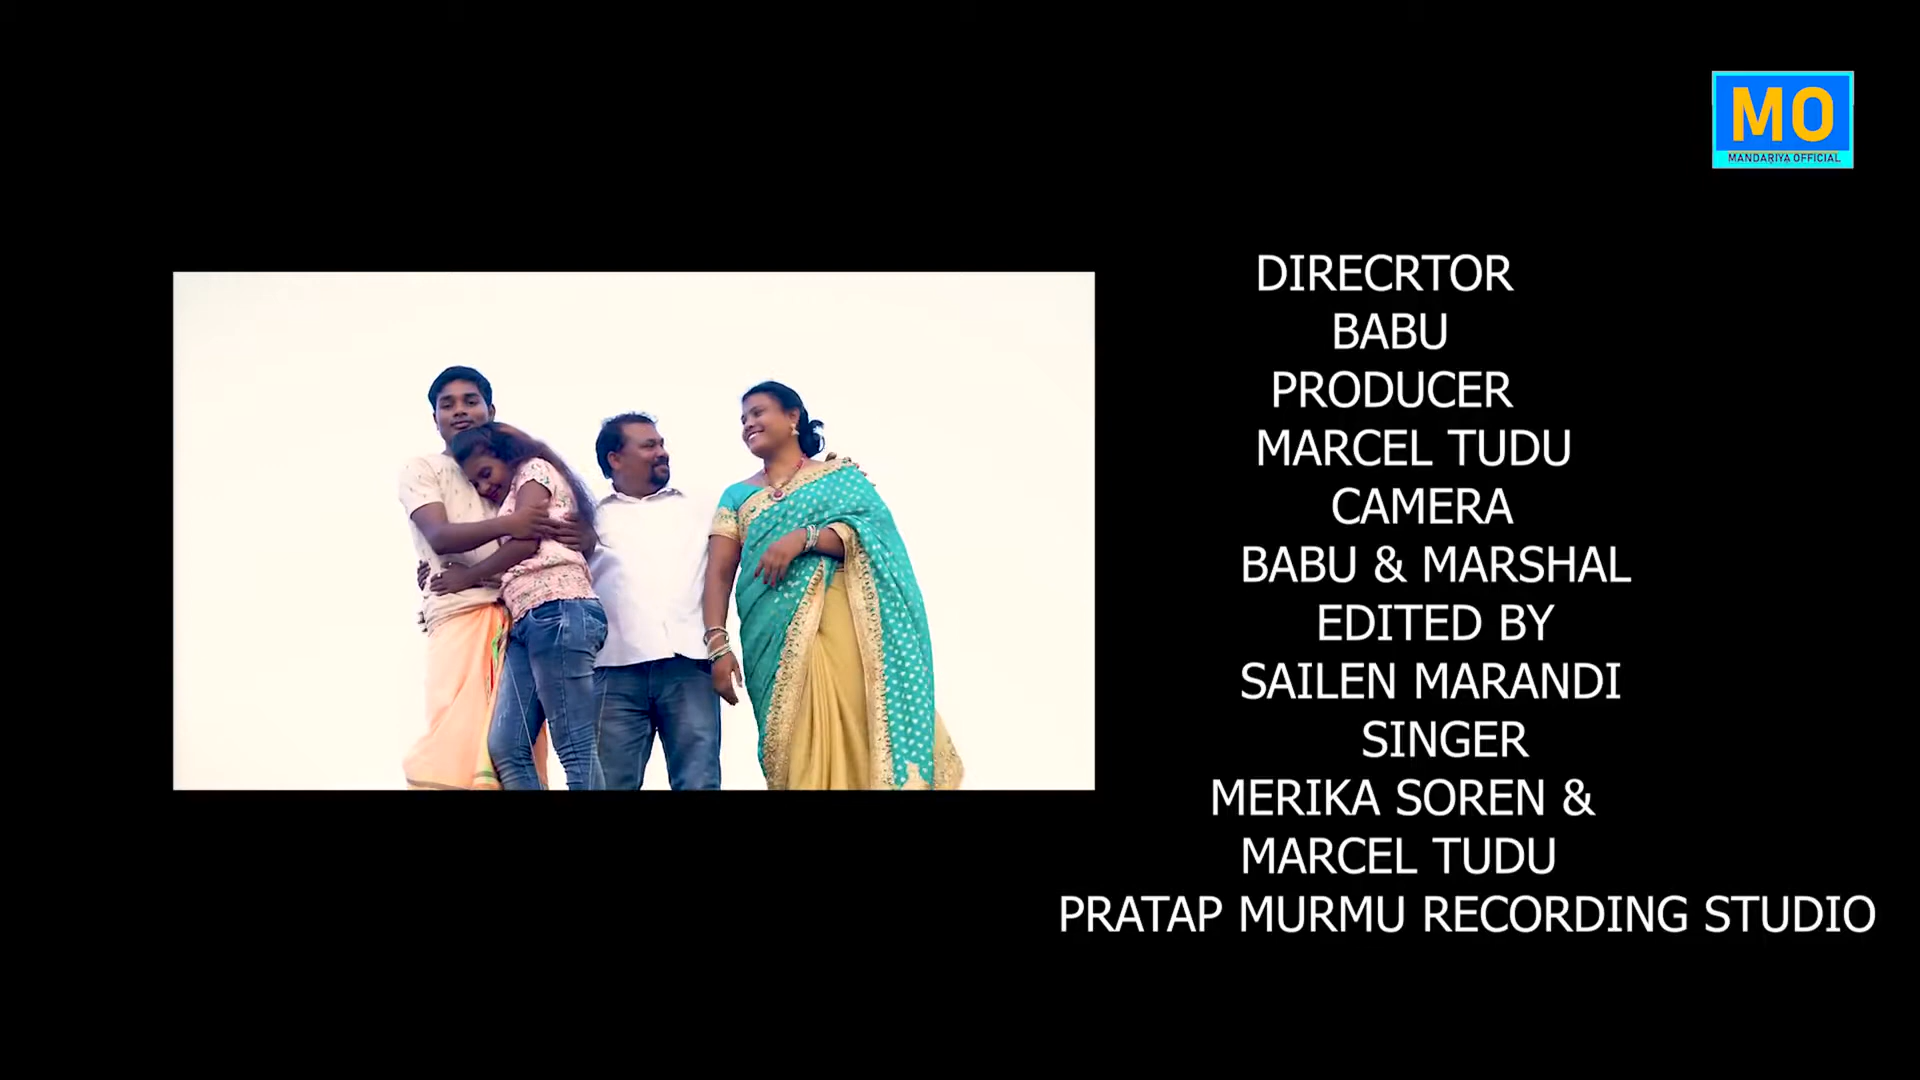 MO
MANDARIYA OFFICIAL
DIRECRTOR
BABU
PRODUCER
MARCEL TUDU
CAMERA
BABU & MARSHAL
EDITED BY
SAILEN MARANDI
SINGER
MERIKA SOREN &
MARCEL TUDU
PRATAP MURMU RECORDING STUDIO